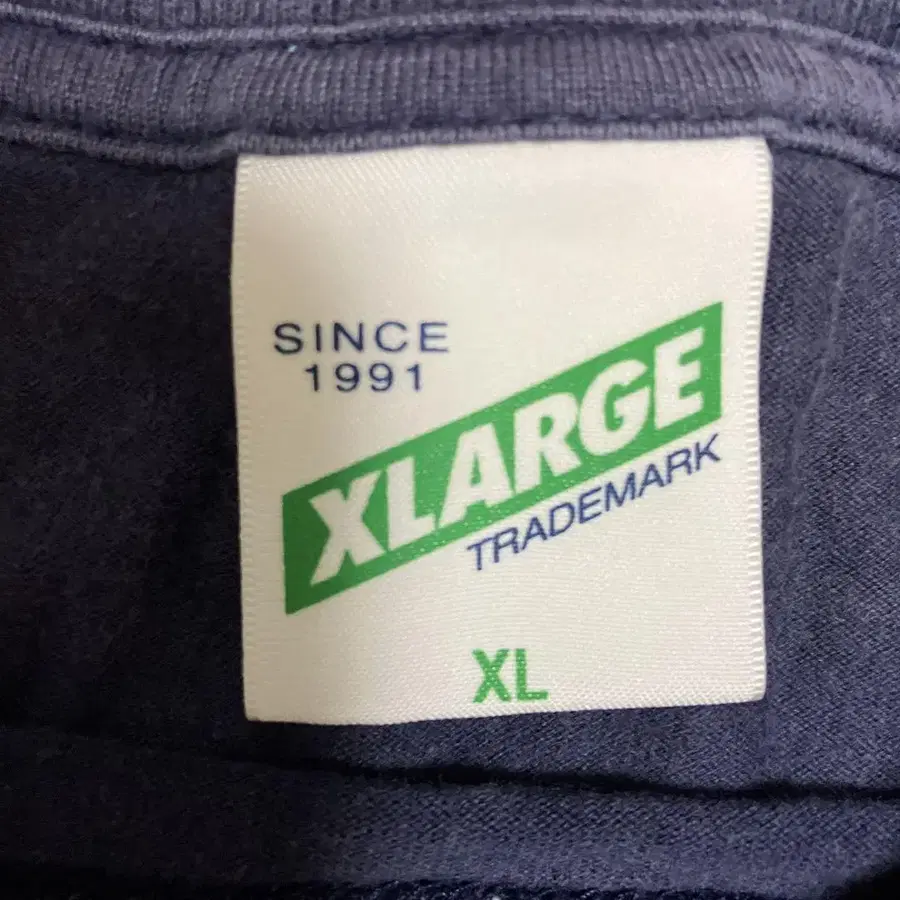 SINCE
1991
XLARGE
TRADEMARK
XL